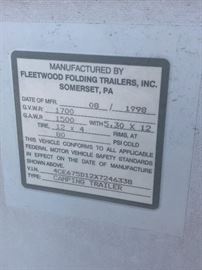 MANUFACTURED BY
FLEETWOOD FOLDING TRAILERS, INC.
SOMERSET, PA
DATE OF MFR. 08 / 1998
G.V.W.R 1700
G.A.W.R 1500 WITH 5.30 X 12
TIRE, 12 x 4 RIMS, AT
80 PSI COLD
THIS VEHICLE CONFORMS TO ALL APPLICABLE
FEDERAL MOTOR VEHICLE SAFETY STANDARDS
IN EFFECT ON THE DATE OF MANUFACTURE
SHOWN ABOVE.
V.I.N. 4CE675D12X7246338
TYPE: CAMPING TRAILER